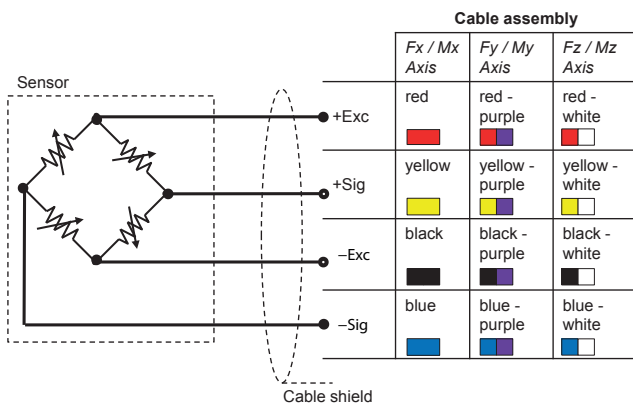 Cable assembly
Fx / Mx
Axis
Fy / My
Axis
Fz / Mz
Axis
Sensor
+Exc
red
red -
purple
red -
white
+Sig
yellow
yellow -
purple
yellow -
white
–Exc
black
black -
purple
black -
white
–Sig
blue
blue -
purple
blue -
white
Cable shield